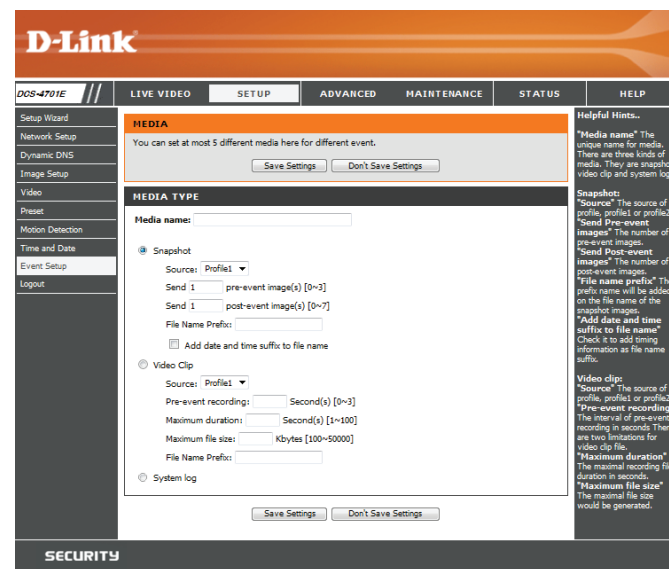 D-Link
DCS-4701E
LIVE VIDEO SETUP ADVANCED MAINTENANCE STATUS HELP
Setup Wizard
Network Setup
Dynamic DNS
Image Setup
Video
Preset
Motion Detection
Time and Date
Event Setup
Logout
MEDIA
You can set at most 5 different media here for different event.
Save Settings Don't Save Settings
MEDIA TYPE
Media name:
Snapshot
Source: Profile1
Send 1 pre-event image(s) [0~3]
Send 1 post-event image(s) [0~7]
File Name Prefix:
Add date and time suffix to file name
Video Clip
Source: Profile1
Pre-event recording: Second(s) [0~3]
Maximum duration: Second(s) [1~100]
Maximum file size: Kbytes [100~50000]
File Name Prefix:
System log
Save Settings Don't Save Settings
Helpful Hints..
"Media name" The
unique name for media.
There are three kinds of
media. They are snapsho
video clip and system log
Snapshot:
"Source" The source of
profile, profile1 or profile2
"Send Pre-event
images" The number of
pre-event images.
"Send Post-event
images" The number of
post-event images.
"File name prefix" The
prefix name will be added
on the file name of the
snapshot images.
"Add date and time
suffix to file name"
Check it to add timing
information as file name
suffix.
Video clip:
"Source" The source of
profile, profile1 or profile2
"Pre-event recording
The interval of pre-event
recording in seconds Ther
are two limitations for
video clip file.
"Maximum duration"
The maximal recording fil
duration in seconds.
"Maximum file size"
The maximal file size
would be generated.
SECURITY